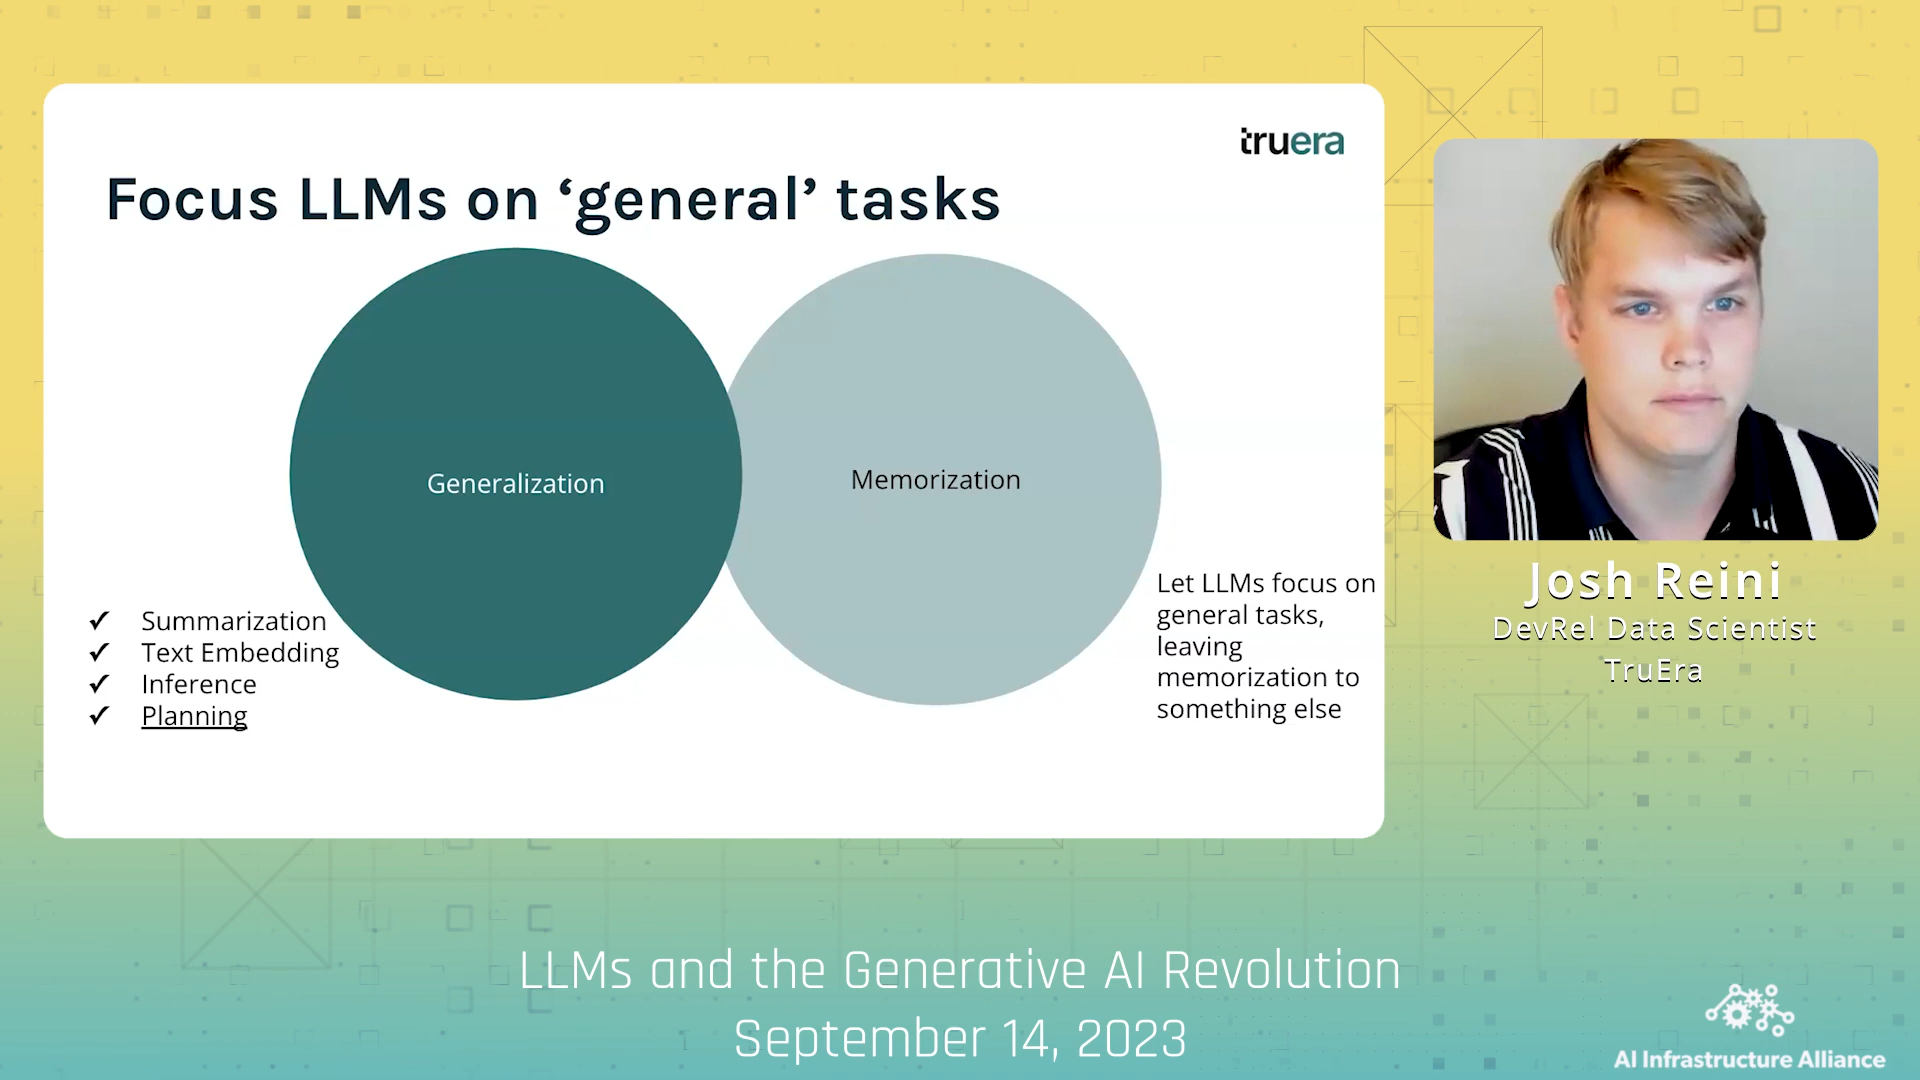 truera
Focus LLMs on ‘general’ tasks
Generalization
Memorization
✓ Summarization
✓ Text Embedding
✓ Inference
✓ Planning
Let LLMs focus on
general tasks,
leaving
memorization to
something else
Josh Reini
DevRel Data Scientist
TruEra
LLMs and the Generative AI Revolution
September 14, 2023
AI Infrastructure Alliance